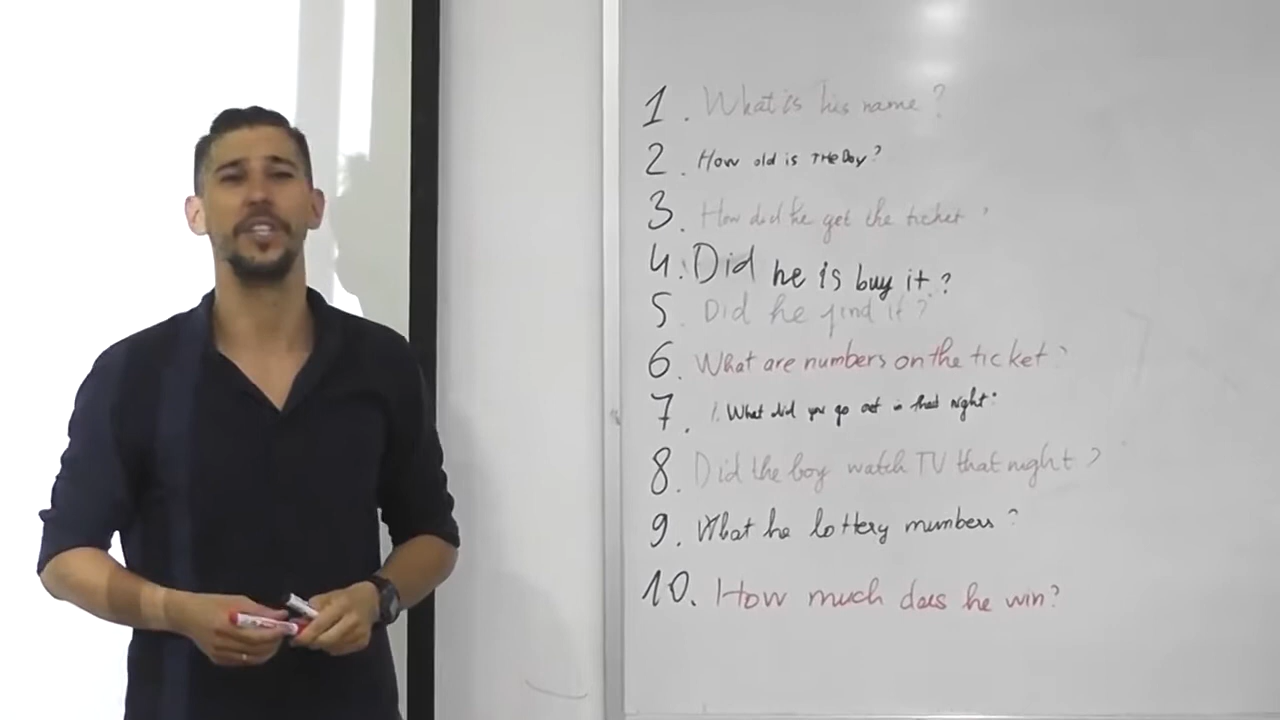 1. What is his name?
2. How old is THe Boy?
3. How did he get the ticket ?
4. Did he is buy it?
5. Did he find it?
6. What are numbers on the ticket ?
7. 1. What did you go out in that night?
8. Did the boy watch TV that night ?
9. What he lottery numbers ?
10. How much does he win?